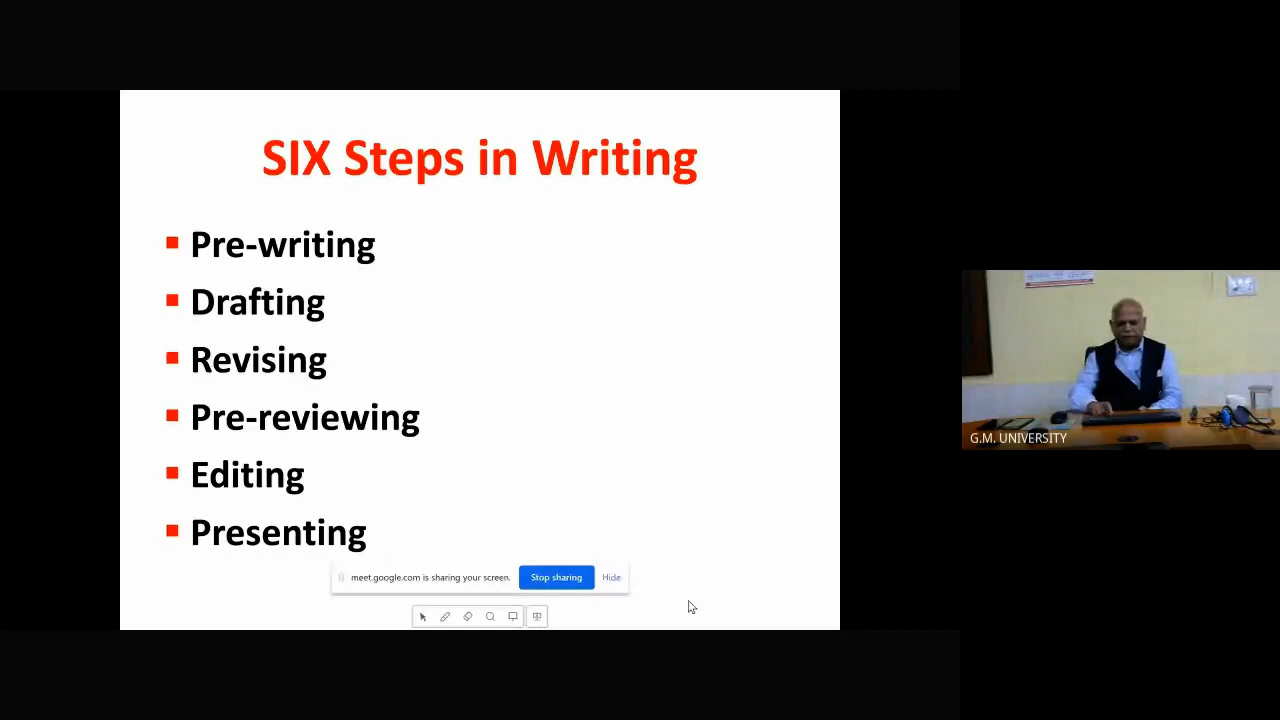 SIX Steps in Writing
Pre-writing
Drafting
Revising
Pre-reviewing
Editing
Presenting
meet.google.com is sharing your screen.
Stop sharing
Hide
G.M. UNIVERSITY